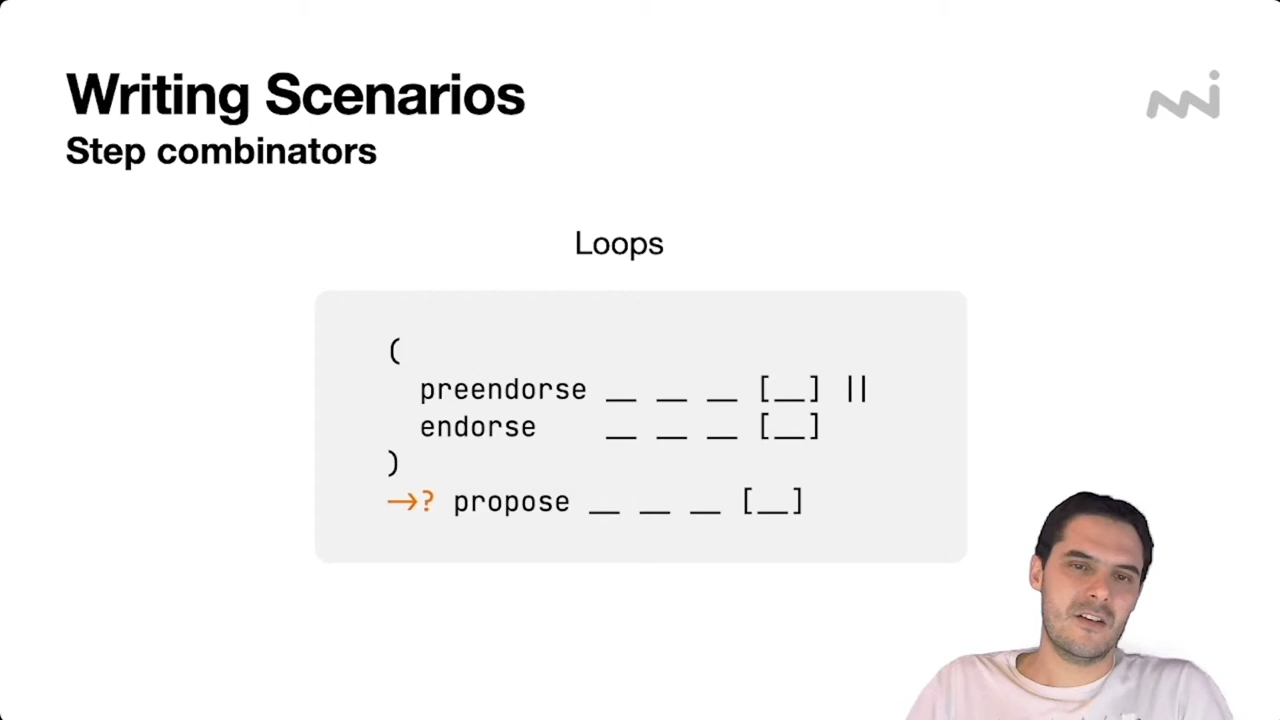 Writing Scenarios
Step combinators
Loops
(
preendorse __ __ __ [__] ||
endorse __ __ __ [__]
)
→? propose __ __ __ [__]